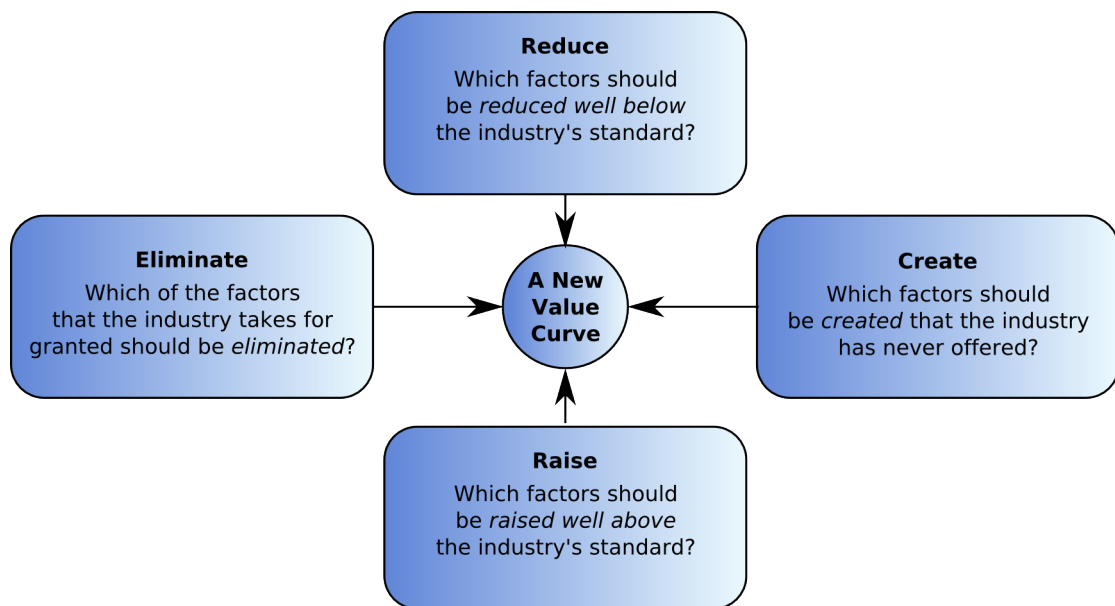 Reduce
Which factors should
be reduced well below
the industry's standard?
Eliminate
Which of the factors
that the industry takes for
granted should be eliminated?
A New
Value
Curve
Create
Which factors should
be created that the industry
has never offered?
Raise
Which factors should
be raised well above
the industry's standard?